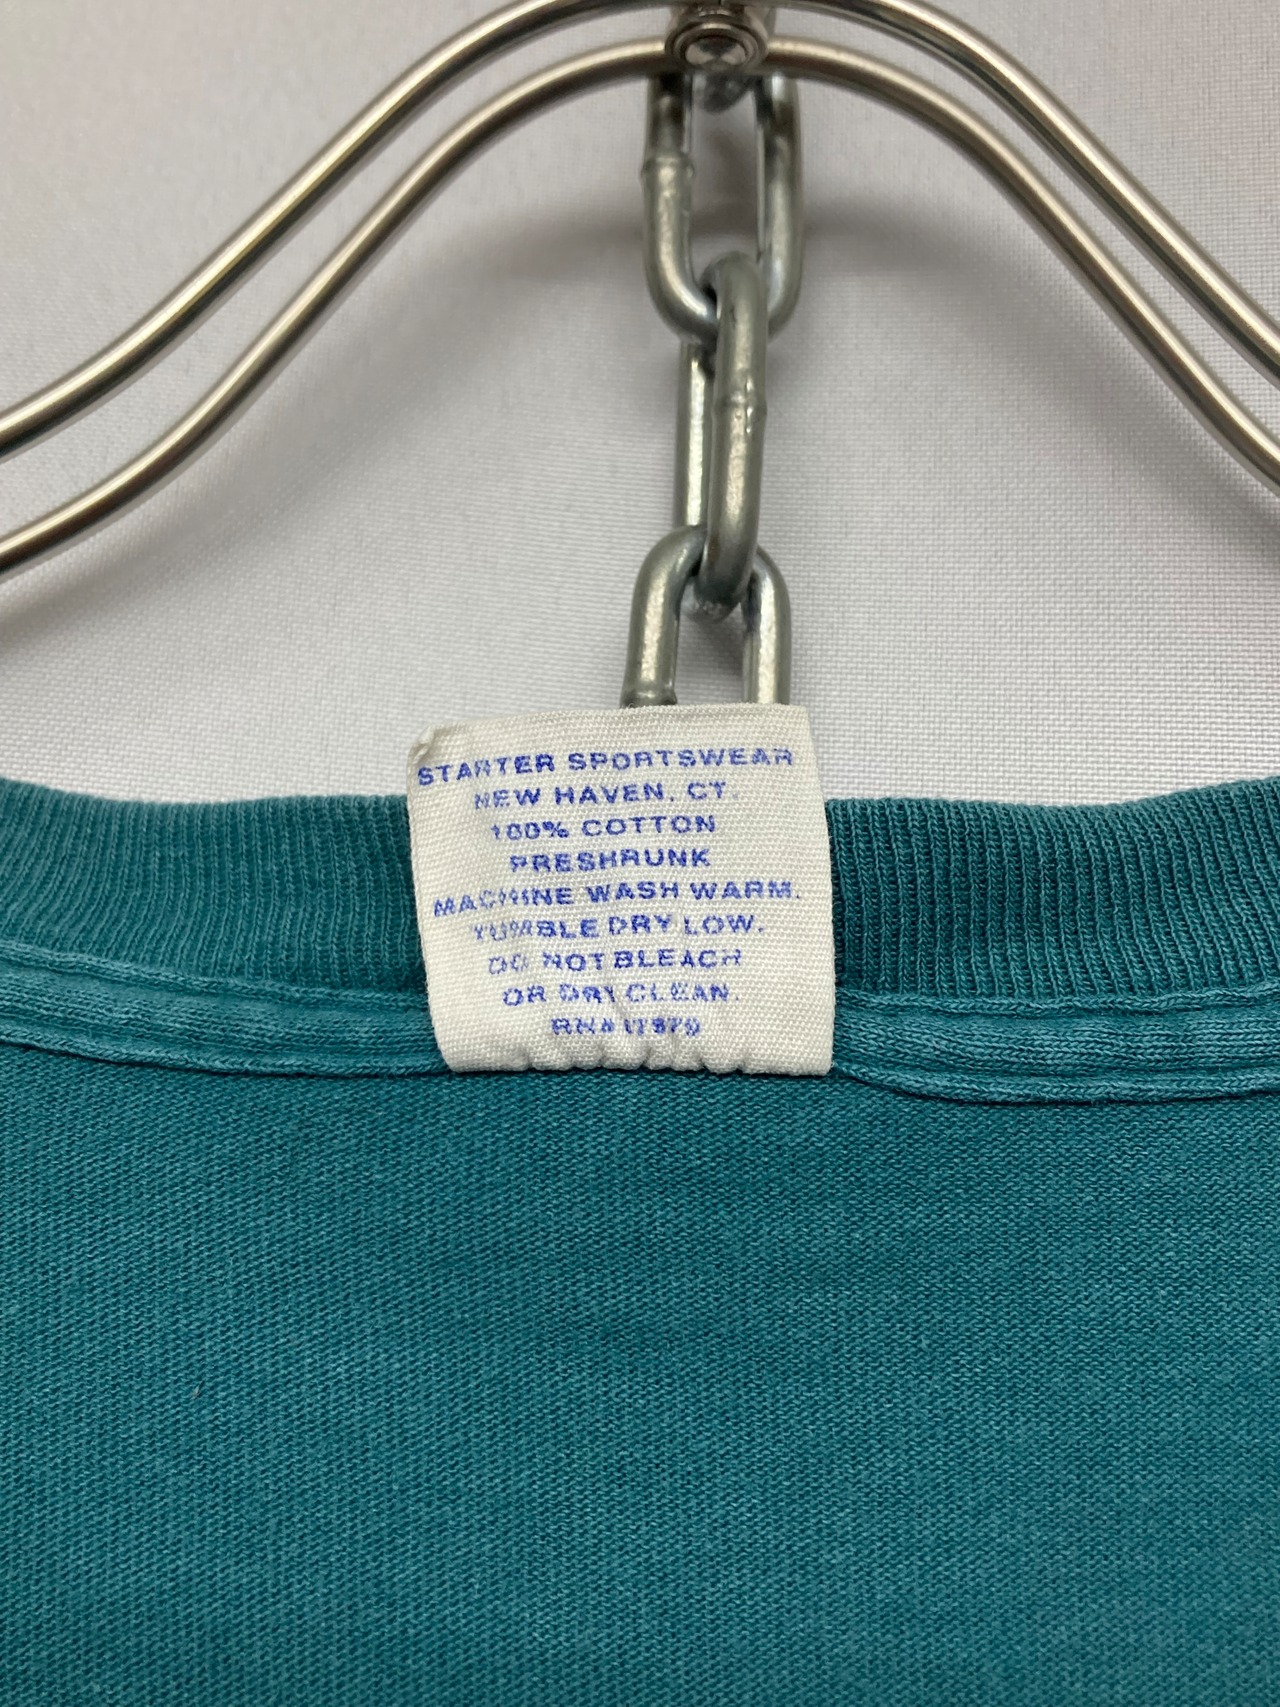 STARTER SPORTSWEAR
NEW HAVEN, CT.
100% COTTON
PRESHRUNK
MACHINE WASH WARM.
TUMBLE DRY LOW.
DO NOT BLEACH
OR DRY CLEAN.
RN#